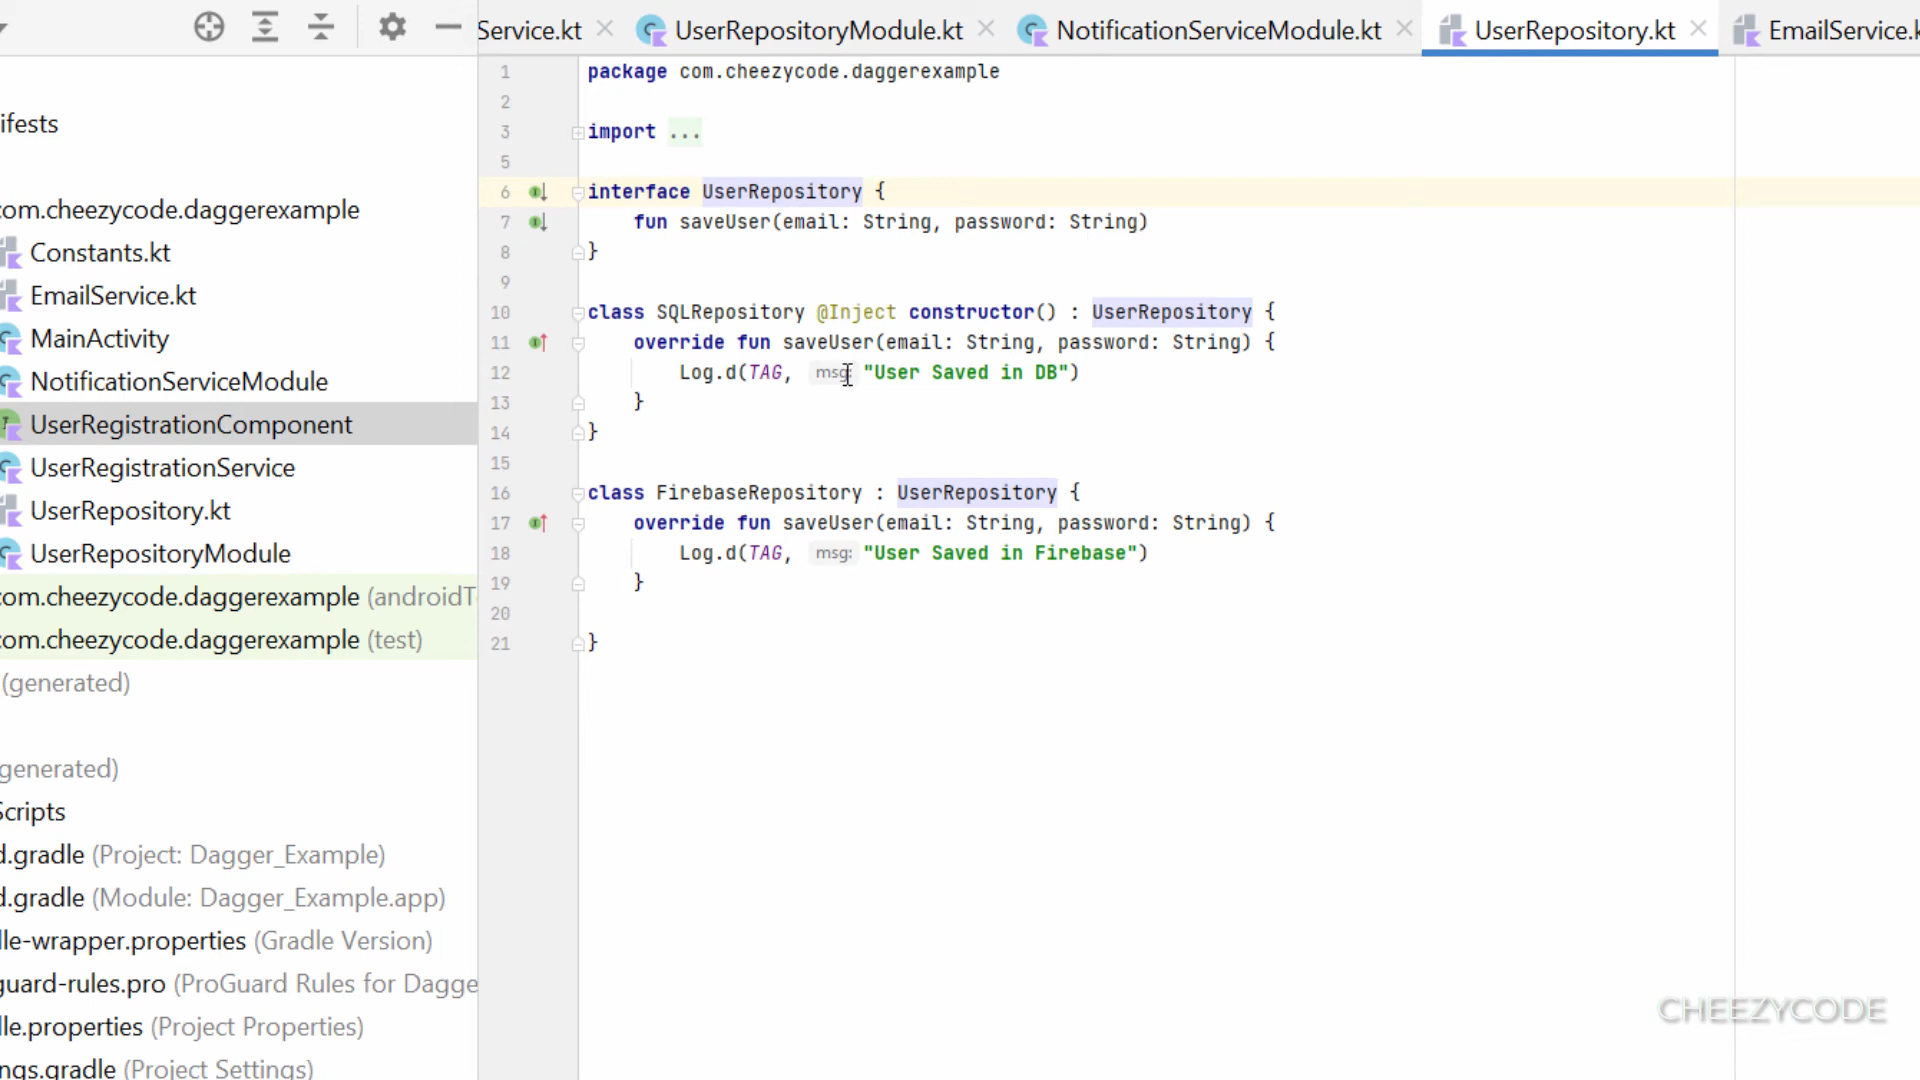 Service.kt
UserRepositoryModule.kt
NotificationServiceModule.kt
UserRepository.kt
EmailService.k
ifests
com.cheezycode.daggerexample
Constants.kt
EmailService.kt
MainActivity
NotificationServiceModule
UserRegistrationComponent
UserRegistrationService
UserRepository.kt
UserRepositoryModule
com.cheezycode.daggerexample (androidT
com.cheezycode.daggerexample (test)
(generated)
generated)
Scripts
d.gradle (Project: Dagger_Example)
d.gradle (Module: Dagger_Example.app)
lle-wrapper.properties (Gradle Version)
guard-rules.pro (ProGuard Rules for Dagge
lle.properties (Project Properties)
ngs.gradle (Project Settings)
1 package com.cheezycode.daggerexample
2
3 import ...
5
6 interface UserRepository {
7 fun saveUser(email: String, password: String)
8 }
9
10 class SQLRepository @Inject constructor() : UserRepository {
11 override fun saveUser(email: String, password: String) {
12 Log.d(TAG, msg: "User Saved in DB")
13 }
14 }
15
16 class FirebaseRepository : UserRepository {
17 override fun saveUser(email: String, password: String) {
18 Log.d(TAG, msg: "User Saved in Firebase")
19 }
20
21 }
CHEEZYCODE